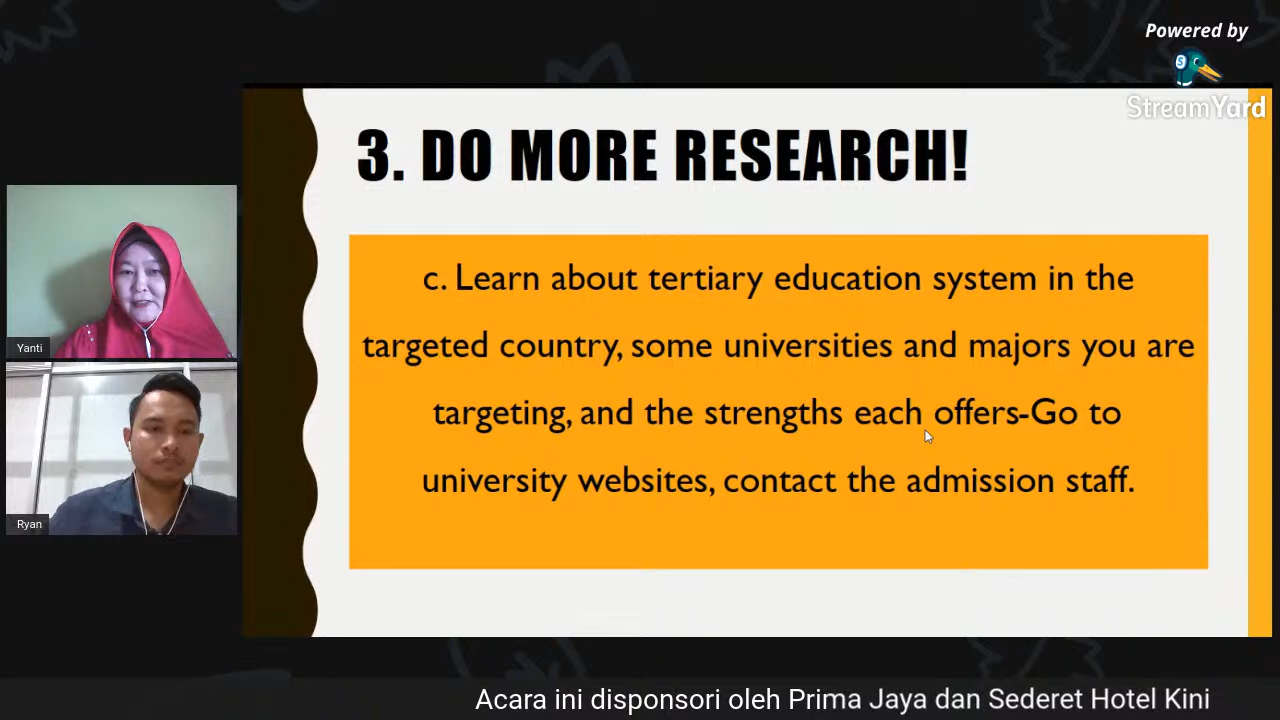 Powered by
StreamYard
3. DO MORE RESEARCH!
c. Learn about tertiary education system in the
targeted country, some universities and majors you are
targeting, and the strengths each offers-Go to
university websites, contact the admission staff.
Yanti
Ryan
Acara ini disponsori oleh Prima Jaya dan Sederet Hotel Kini